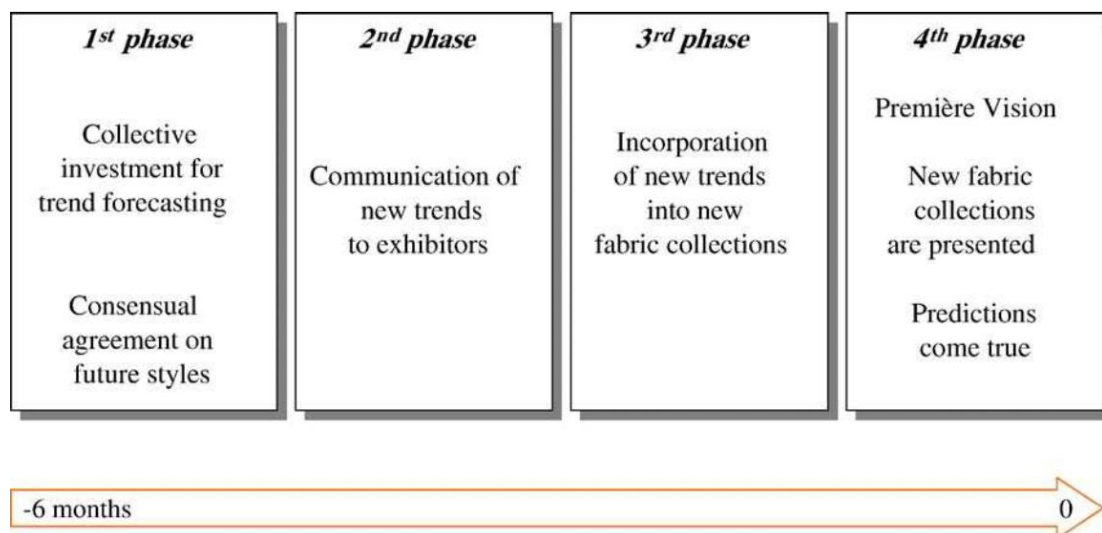 1st phase
Collective
investment for
trend forecasting
Consensual
agreement on
future styles
2nd phase
Communication of
new trends
to exhibitors
3rd phase
Incorporation
of new trends
into new
fabric collections
4th phase
Première Vision
New fabric
collections
are presented
Predictions
come true
-6 months
0